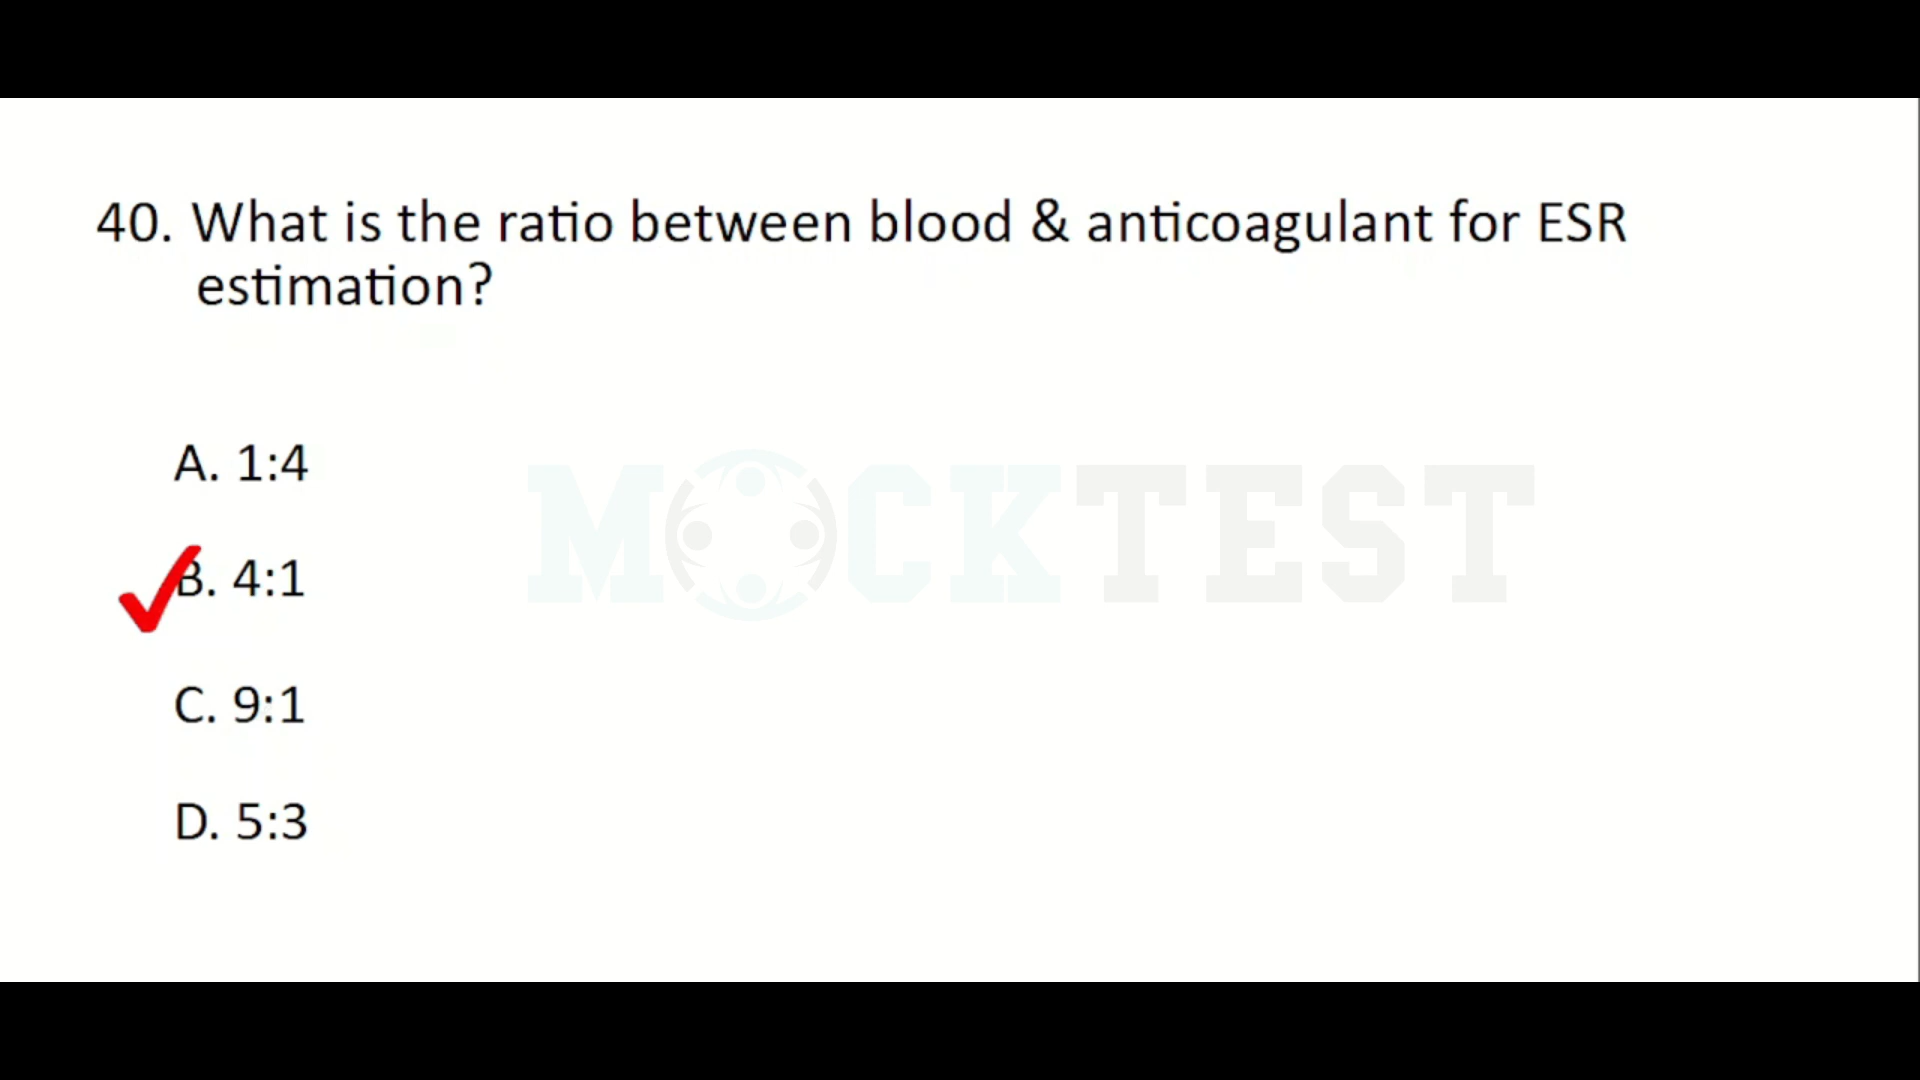 40. What is the ratio between blood & anticoagulant for ESR
estimation?
A. 1:4
B. 4:1
C. 9:1
D. 5:3
MOCKTEST